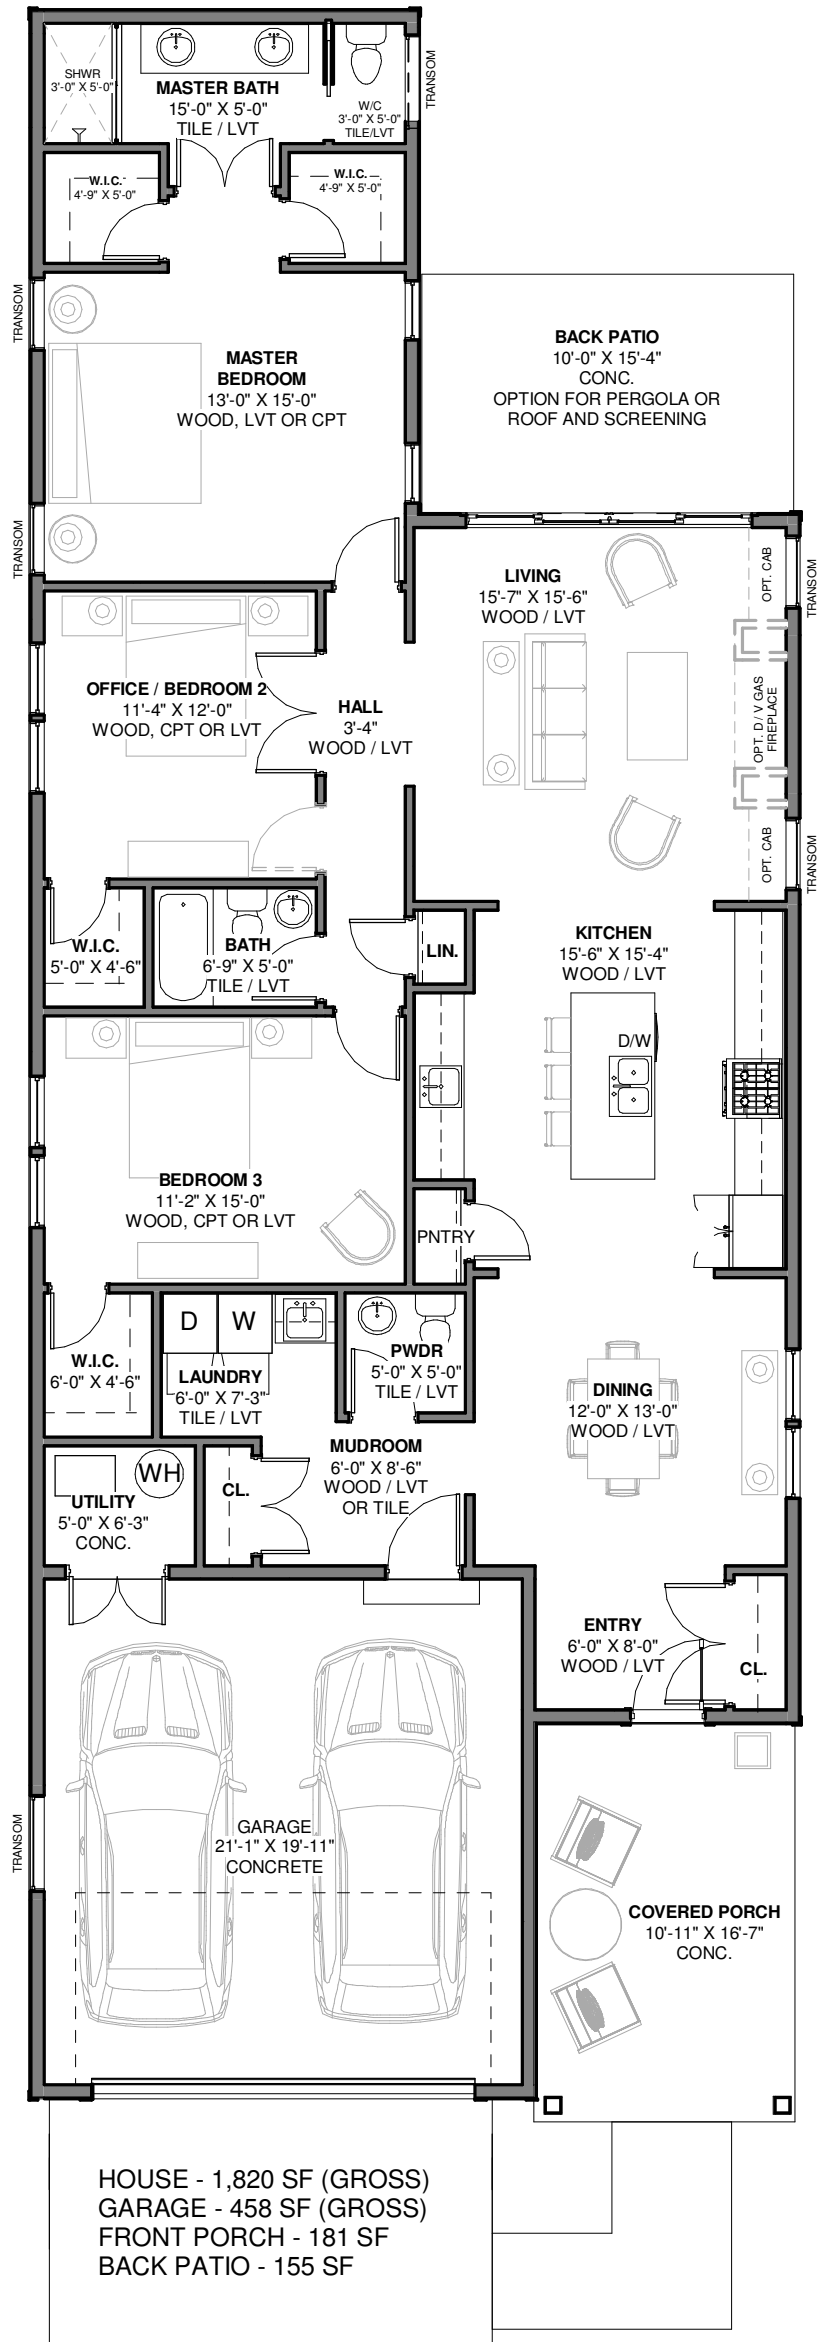 SHWR
3'-0" X 5'-0"
MASTER BATH
15'-0" X 5'-0"
TILE / LVT
W/C
3'-0" X 5'-0"
TILE/LVT
TRANSOM
W.I.C.
4'-9" X 5'-0"
W.I.C.
4'-9" X 5'-0"
TRANSOM
MASTER
BEDROOM
13'-0" X 15'-0"
WOOD, LVT OR CPT
BACK PATIO
10'-0" X 15'-4"
CONC.
OPTION FOR PERGOLA OR
ROOF AND SCREENING
TRANSOM
LIVING
15'-7" X 15'-6"
WOOD / LVT
OPT. CAB
TRANSOM
OFFICE / BEDROOM 2
11'-4" X 12'-0"
WOOD, CPT OR LVT
HALL
3'-4"
WOOD / LVT
OPT. D / V GAS
FIREPLACE
OPT. CAB
TRANSOM
W.I.C.
5'-0" X 4'-6"
BATH
6'-9" X 5'-0"
TILE / LVT
LIN.
KITCHEN
15'-6" X 15'-4"
WOOD / LVT
D/W
BEDROOM 3
11'-2" X 15'-0"
WOOD, CPT OR LVT
PNTRY
W.I.C.
6'-0" X 4'-6"
D
W
LAUNDRY
6'-0" X 7'-3"
TILE / LVT
PWDR
5'-0" X 5'-0"
TILE / LVT
DINING
12'-0" X 13'-0"
WOOD / LVT
MUDROOM
6'-0" X 8'-6"
WOOD / LVT
OR TILE
WH
UTILITY
5'-0" X 6'-3"
CONC.
CL.
ENTRY
6'-0" X 8'-0"
WOOD / LVT
CL.
TRANSOM
GARAGE
21'-1" X 19'-11"
CONCRETE
COVERED PORCH
10'-11" X 16'-7"
CONC.
HOUSE - 1,820 SF (GROSS)
GARAGE - 458 SF (GROSS)
FRONT PORCH - 181 SF
BACK PATIO - 155 SF